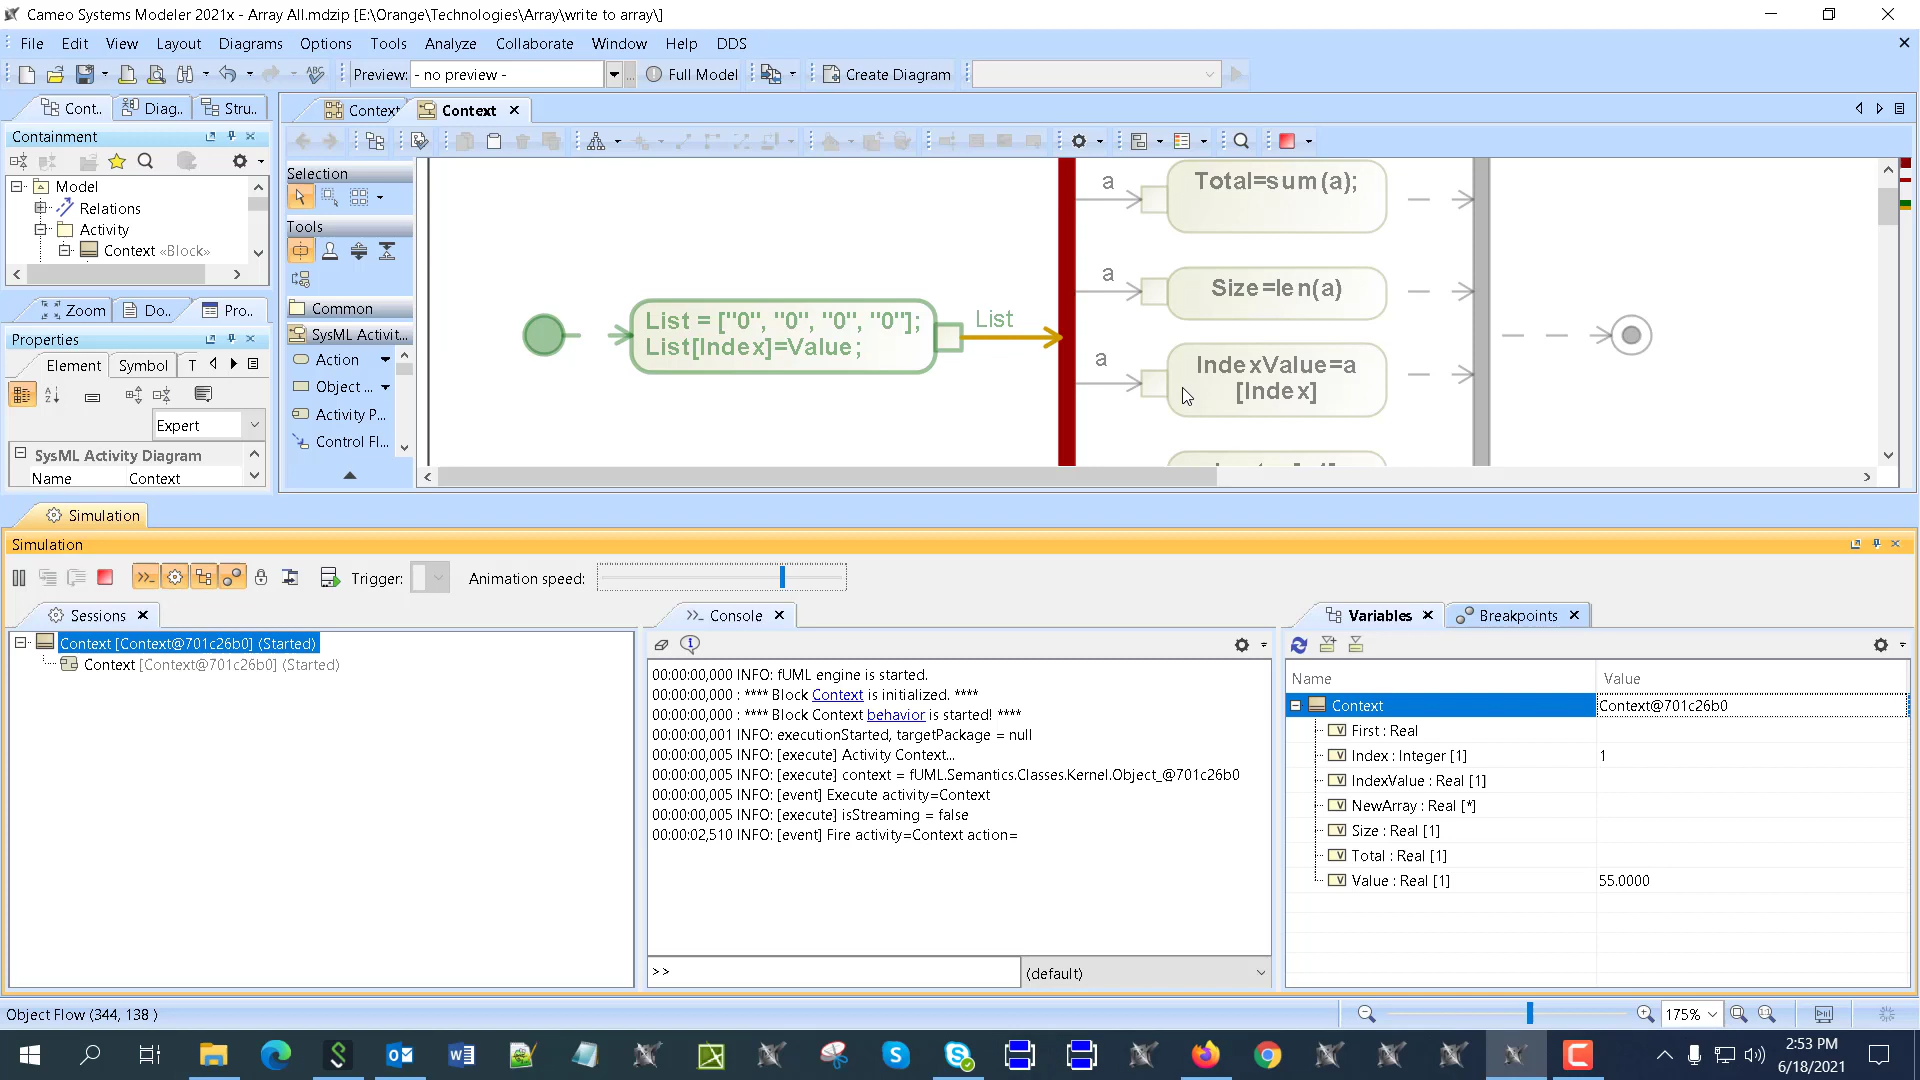 Cameo Systems Modeler 2021x - Array All.mdzip [E:\Orange\Technologies\Array\write to array\]
File Edit View Layout Diagrams Options Tools Analyze Collaborate Window Help DDS
Preview: - no preview - ... Full Model Create Diagram
Cont.. Diag.. Stru...
Context Context
Containment
Model
Relations
Activity
Context «Block»
Zoom Do.. Pro..
Properties
Element Symbol T
Expert
SysML Activity Diagram
Name Context
Selection
Tools
Common
SysML Activit...
Action
Object ...
Activity P...
Control Fl...
a Total=sum(a);
a Size=len(a)
List = ["0", "0", "0", "0"];
List[Index]=Value;
List
a IndexValue=a
[Index]
Simulation
Simulation
Trigger: Animation speed:
Sessions
Context [Context@701c26b0] (Started)
Context [Context@701c26b0] (Started)
Console
00:00:00,000 INFO: fUML engine is started.
00:00:00,000 : **** Block Context is initialized. ****
00:00:00,000 : **** Block Context behavior is started! ****
00:00:00,001 INFO: executionStarted, targetPackage = null
00:00:00,005 INFO: [execute] Activity Context...
00:00:00,005 INFO: [execute] context = fUML.Semantics.Classes.Kernel.Object_@701c26b0
00:00:00,005 INFO: [event] Execute activity=Context
00:00:00,005 INFO: [execute] isStreaming = false
00:00:02,510 INFO: [event] Fire activity=Context action=
>> (default)
Variables Breakpoints
Name Value
Context Context@701c26b0
First : Real
Index : Integer [1] 1
IndexValue : Real [1]
NewArray : Real [*]
Size : Real [1]
Total : Real [1]
Value : Real [1] 55.0000
Object Flow (344, 138 ) 175%
2:53 PM
6/18/2021